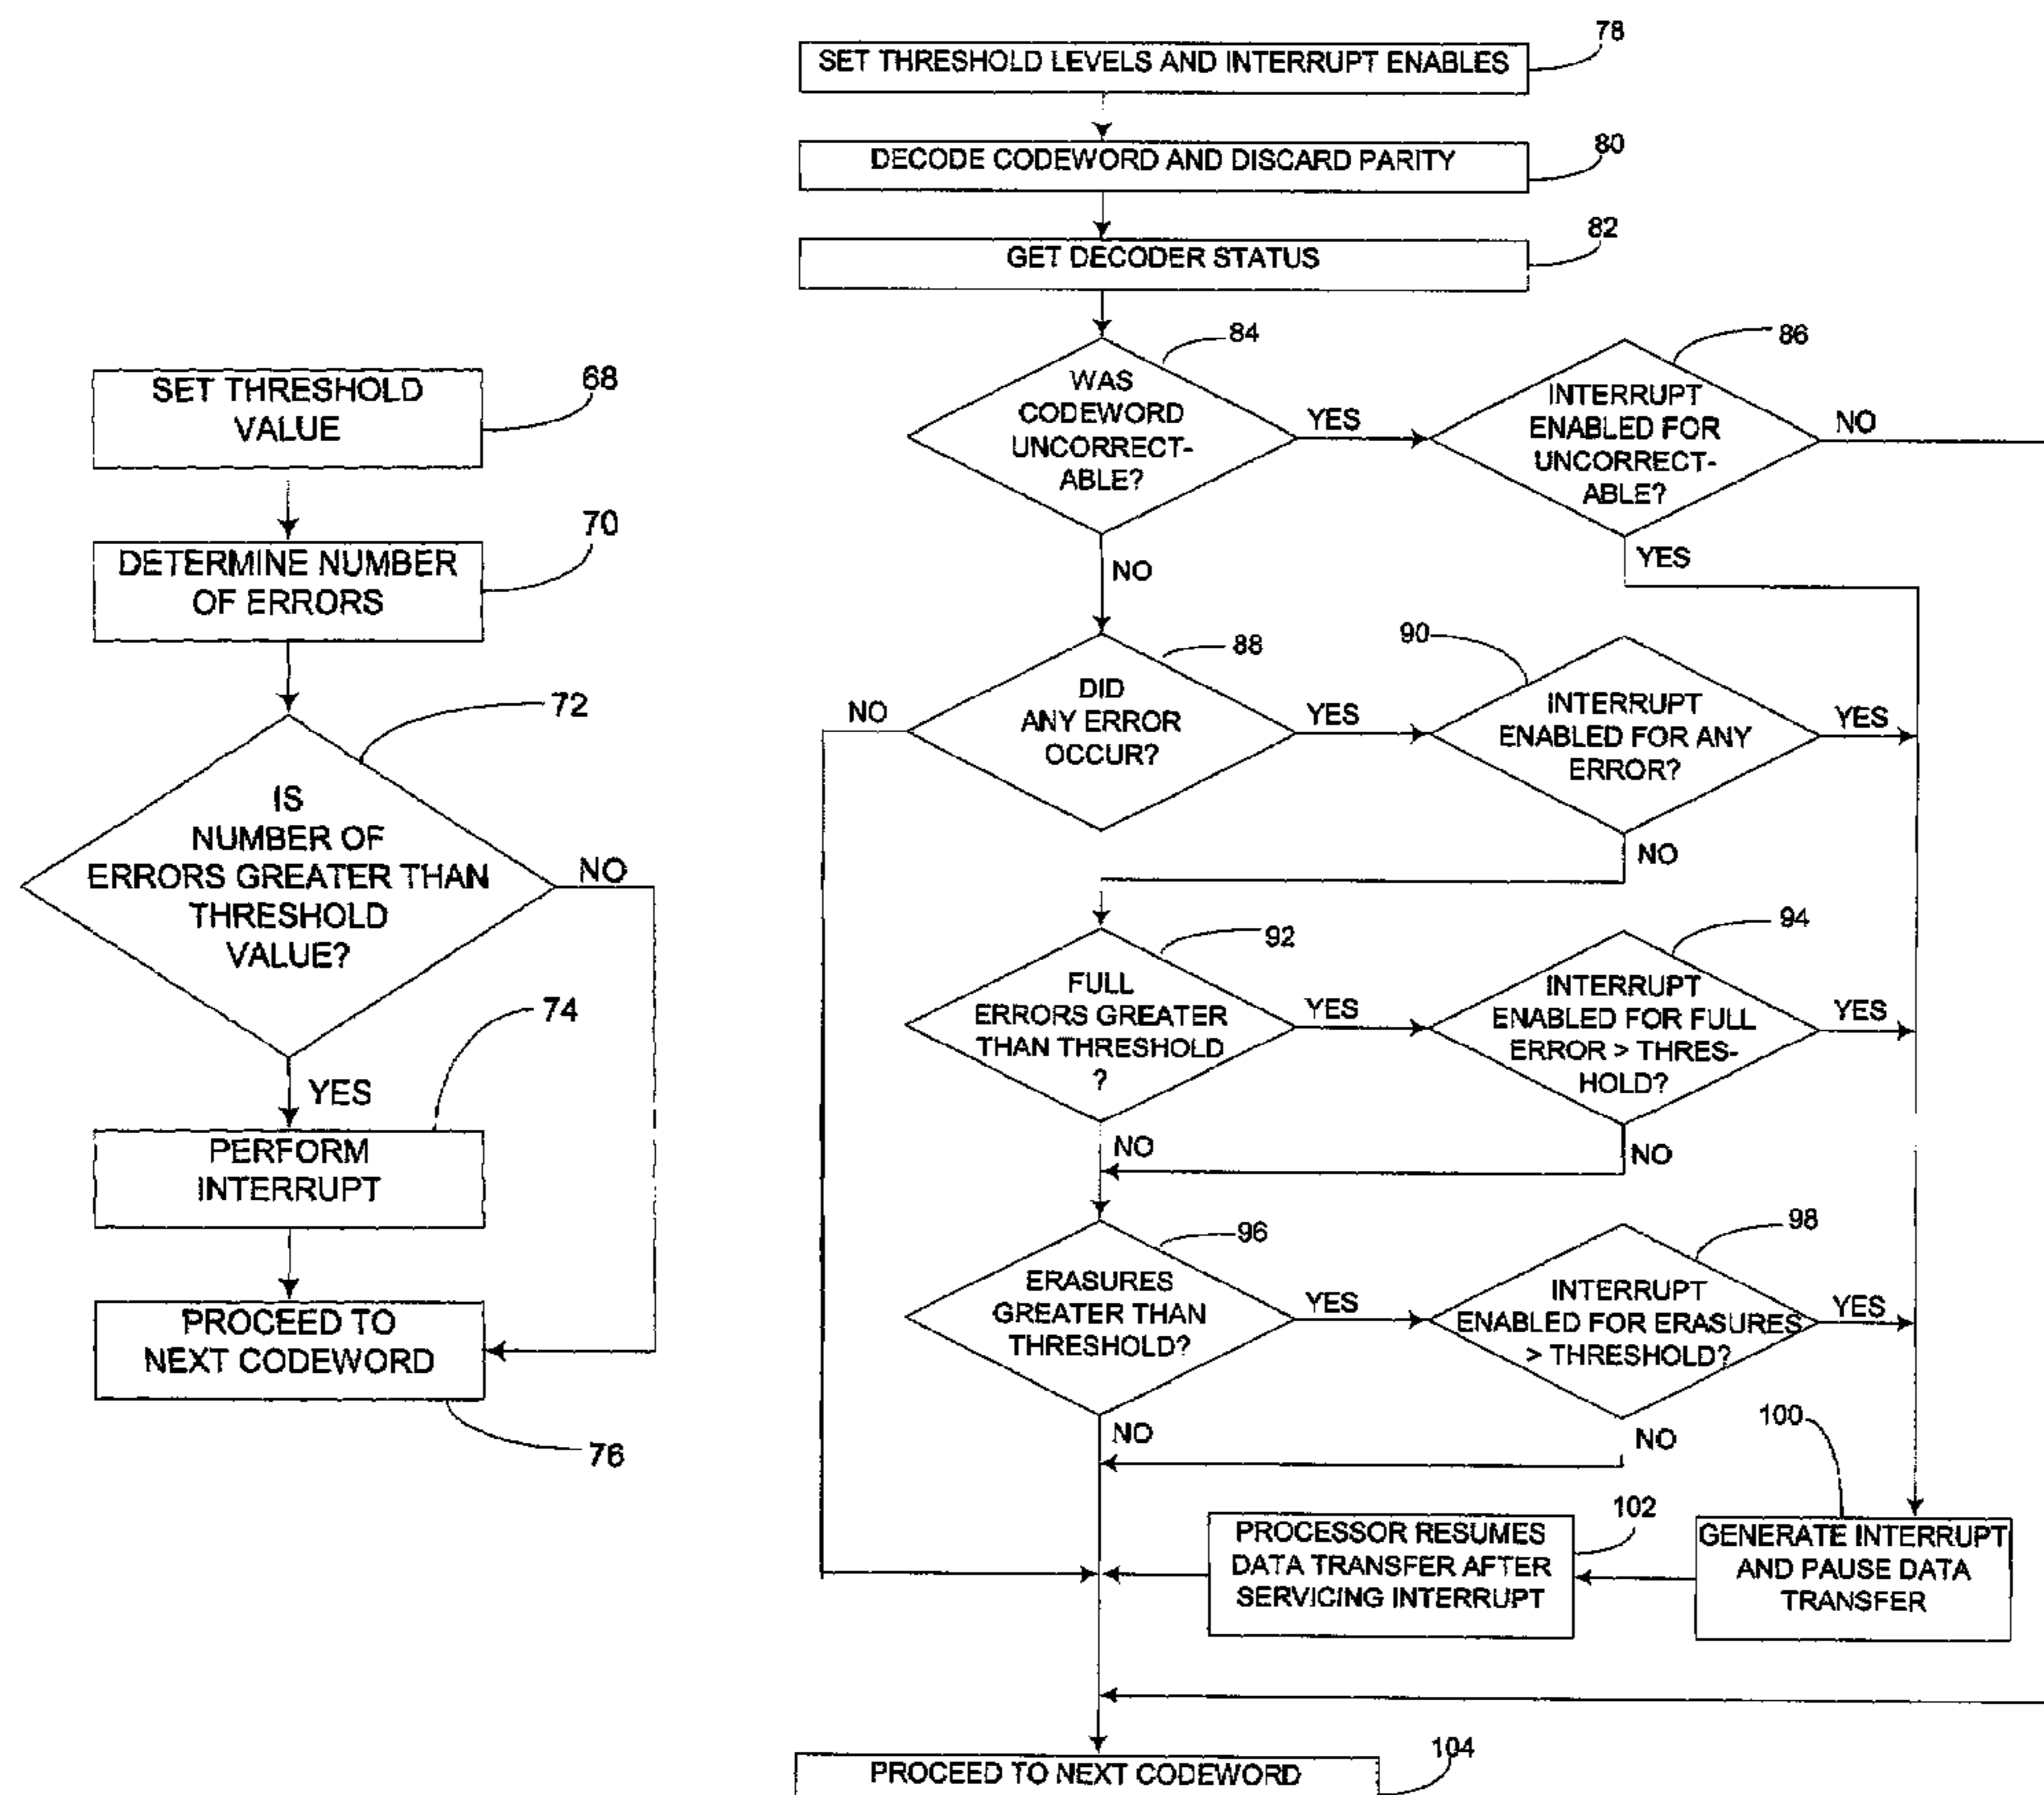 SET THRESHOLD
VALUE
68
DETERMINE NUMBER
OF ERRORS
70
72
IS
NUMBER OF
ERRORS GREATER THAN
THRESHOLD
VALUE?
NO
YES
74
PERFORM
INTERRUPT
PROCEED TO
NEXT CODEWORD
76
78
SET THRESHOLD LEVELS AND INTERRUPT ENABLES
80
DECODE CODEWORD AND DISCARD PARITY
82
GET DECODER STATUS
84
WAS
CODEWORD
UNCORRECT-
ABLE?
YES
NO
86
INTERRUPT
ENABLED FOR
UNCORRECT-
ABLE?
NO
YES
88
DID
ANY ERROR
OCCUR?
NO
YES
90
INTERRUPT
ENABLED FOR ANY
ERROR?
YES
NO
92
FULL
ERRORS GREATER
THAN THRESHOLD
?
YES
NO
94
INTERRUPT
ENABLED FOR FULL
ERROR > THRES-
HOLD?
YES
NO
96
ERASURES
GREATER THAN
THRESHOLD?
YES
NO
98
INTERRUPT
ENABLED FOR ERASURES
> THRESHOLD?
YES
NO
100
GENERATE INTERRUPT
AND PAUSE DATA
TRANSFER
102
PROCESSOR RESUMES
DATA TRANSFER AFTER
SERVICING INTERRUPT
104
PROCEED TO NEXT CODEWORD